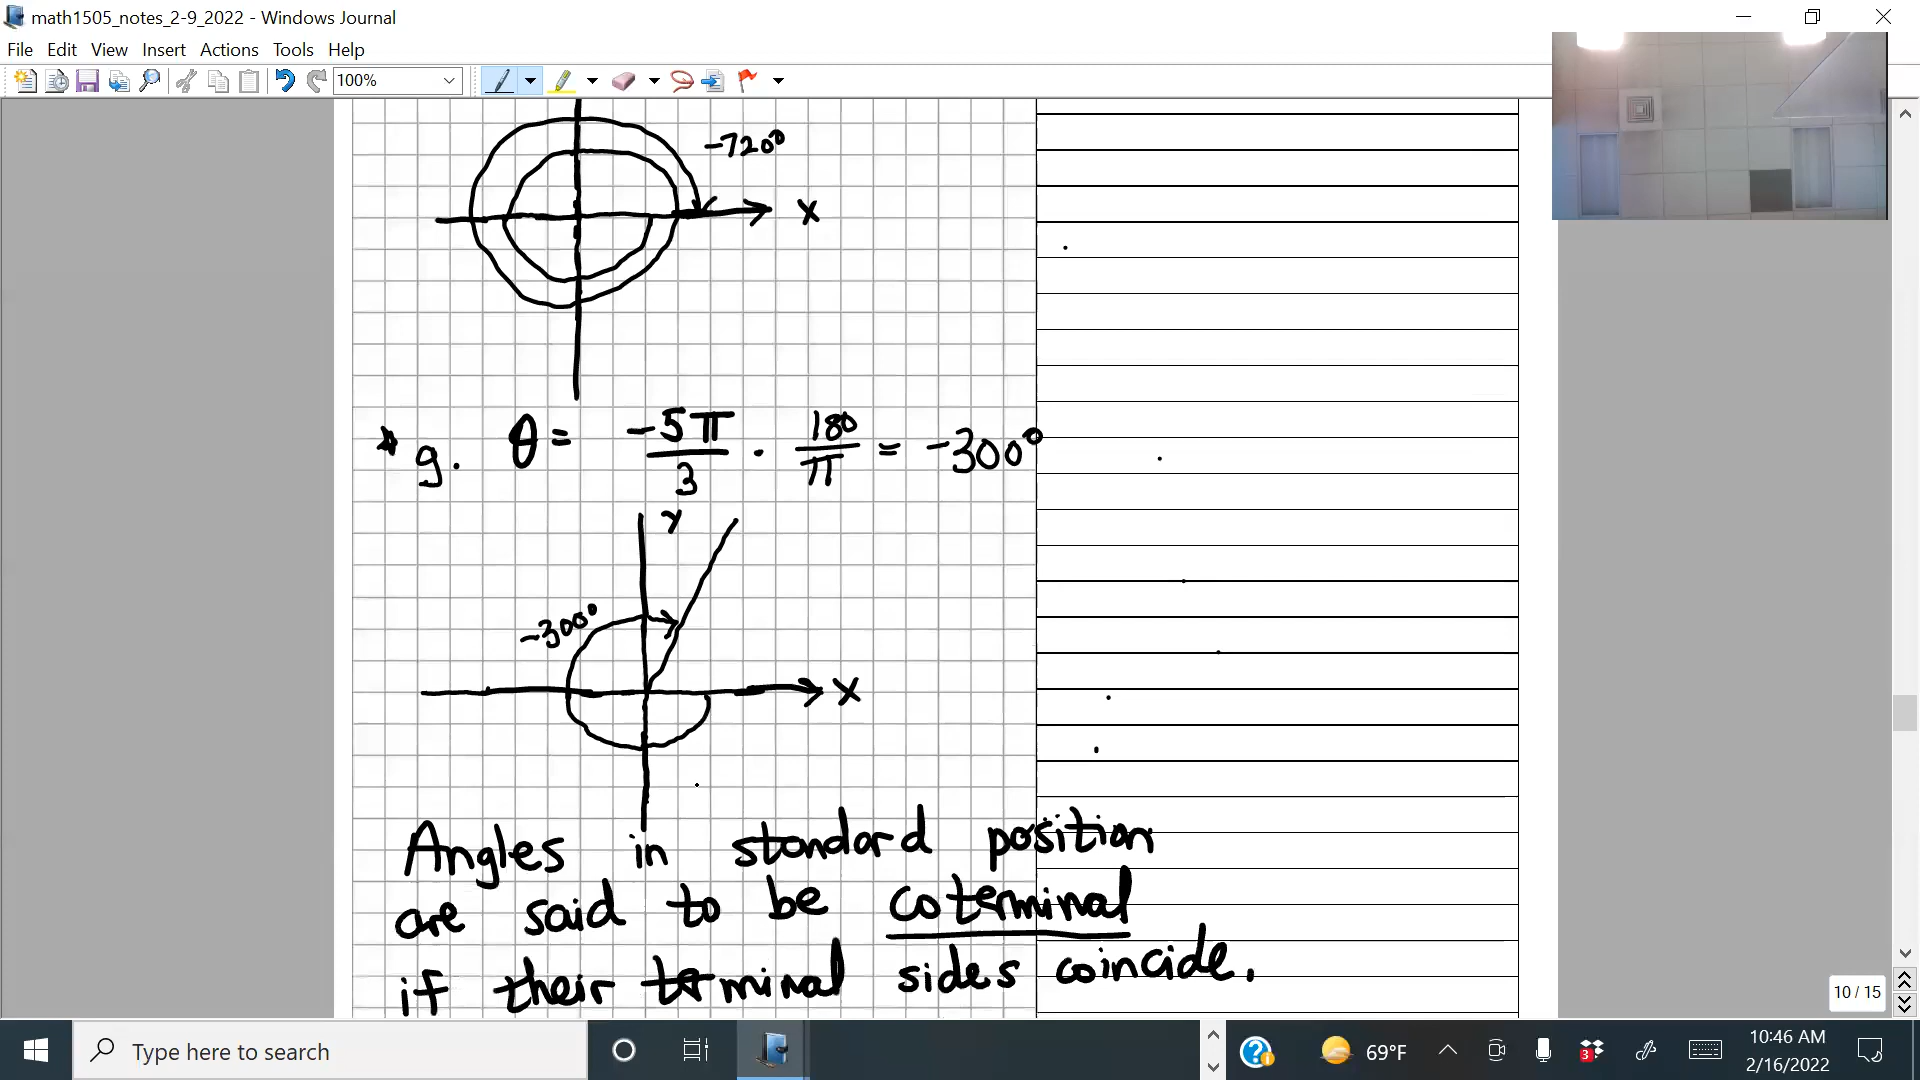 math1505_notes_2-9_2022 - Windows Journal
File Edit View Insert Actions Tools Help
100%
-720°
X
g. θ = -5π/3 · 180/π = -300°
Y
-300°
X
Angles in standard position
are said to be coterminal
if their terminal sides coincide.
10 / 15
Type here to search
69°F
3
10:46 AM
2/16/2022